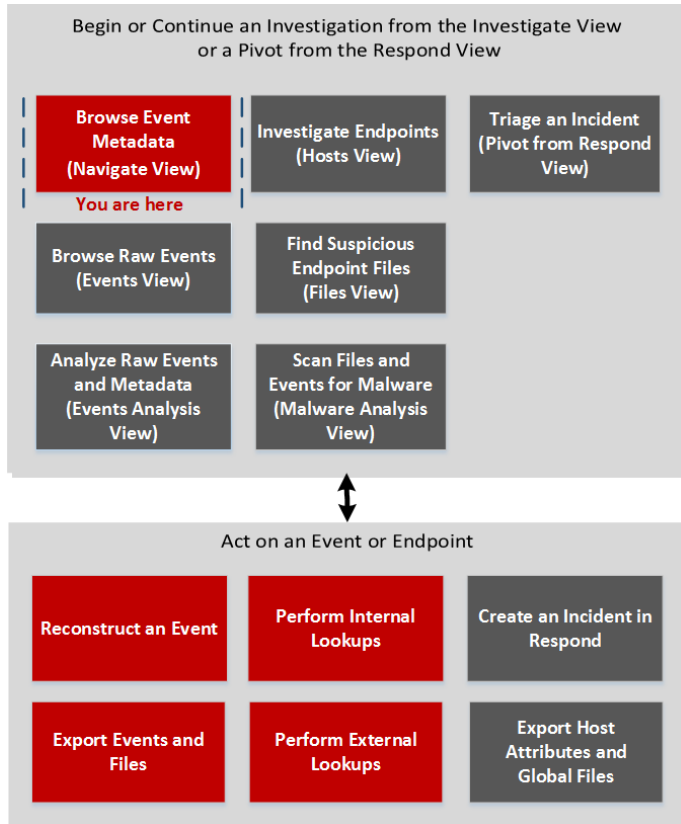 Begin or Continue an Investigation from the Investigate View
or a Pivot from the Respond View
Browse Event
Metadata
(Navigate View)
You are here
Investigate Endpoints
(Hosts View)
Triage an Incident
(Pivot from Respond
View)
Browse Raw Events
(Events View)
Find Suspicious
Endpoint Files
(Files View)
Analyze Raw Events
and Metadata
(Events Analysis
View)
Scan Files and
Events for Malware
(Malware Analysis
View)
Act on an Event or Endpoint
Reconstruct an Event
Perform Internal
Lookups
Create an Incident in
Respond
Export Events and
Files
Perform External
Lookups
Export Host
Attributes and
Global Files